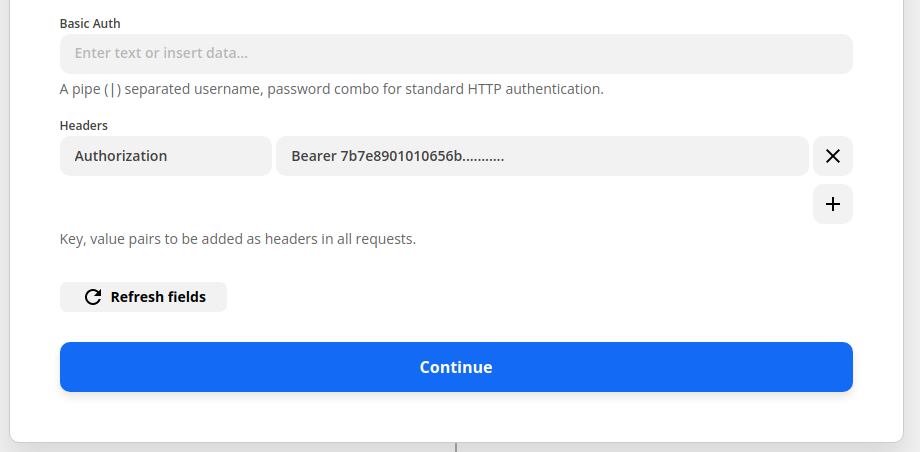 Basic Auth
Enter text or insert data...
A pipe (|) separated username, password combo for standard HTTP authentication.
Headers
Authorization
Bearer 7b7e8901010656b...........
Key, value pairs to be added as headers in all requests.
Refresh fields
Continue